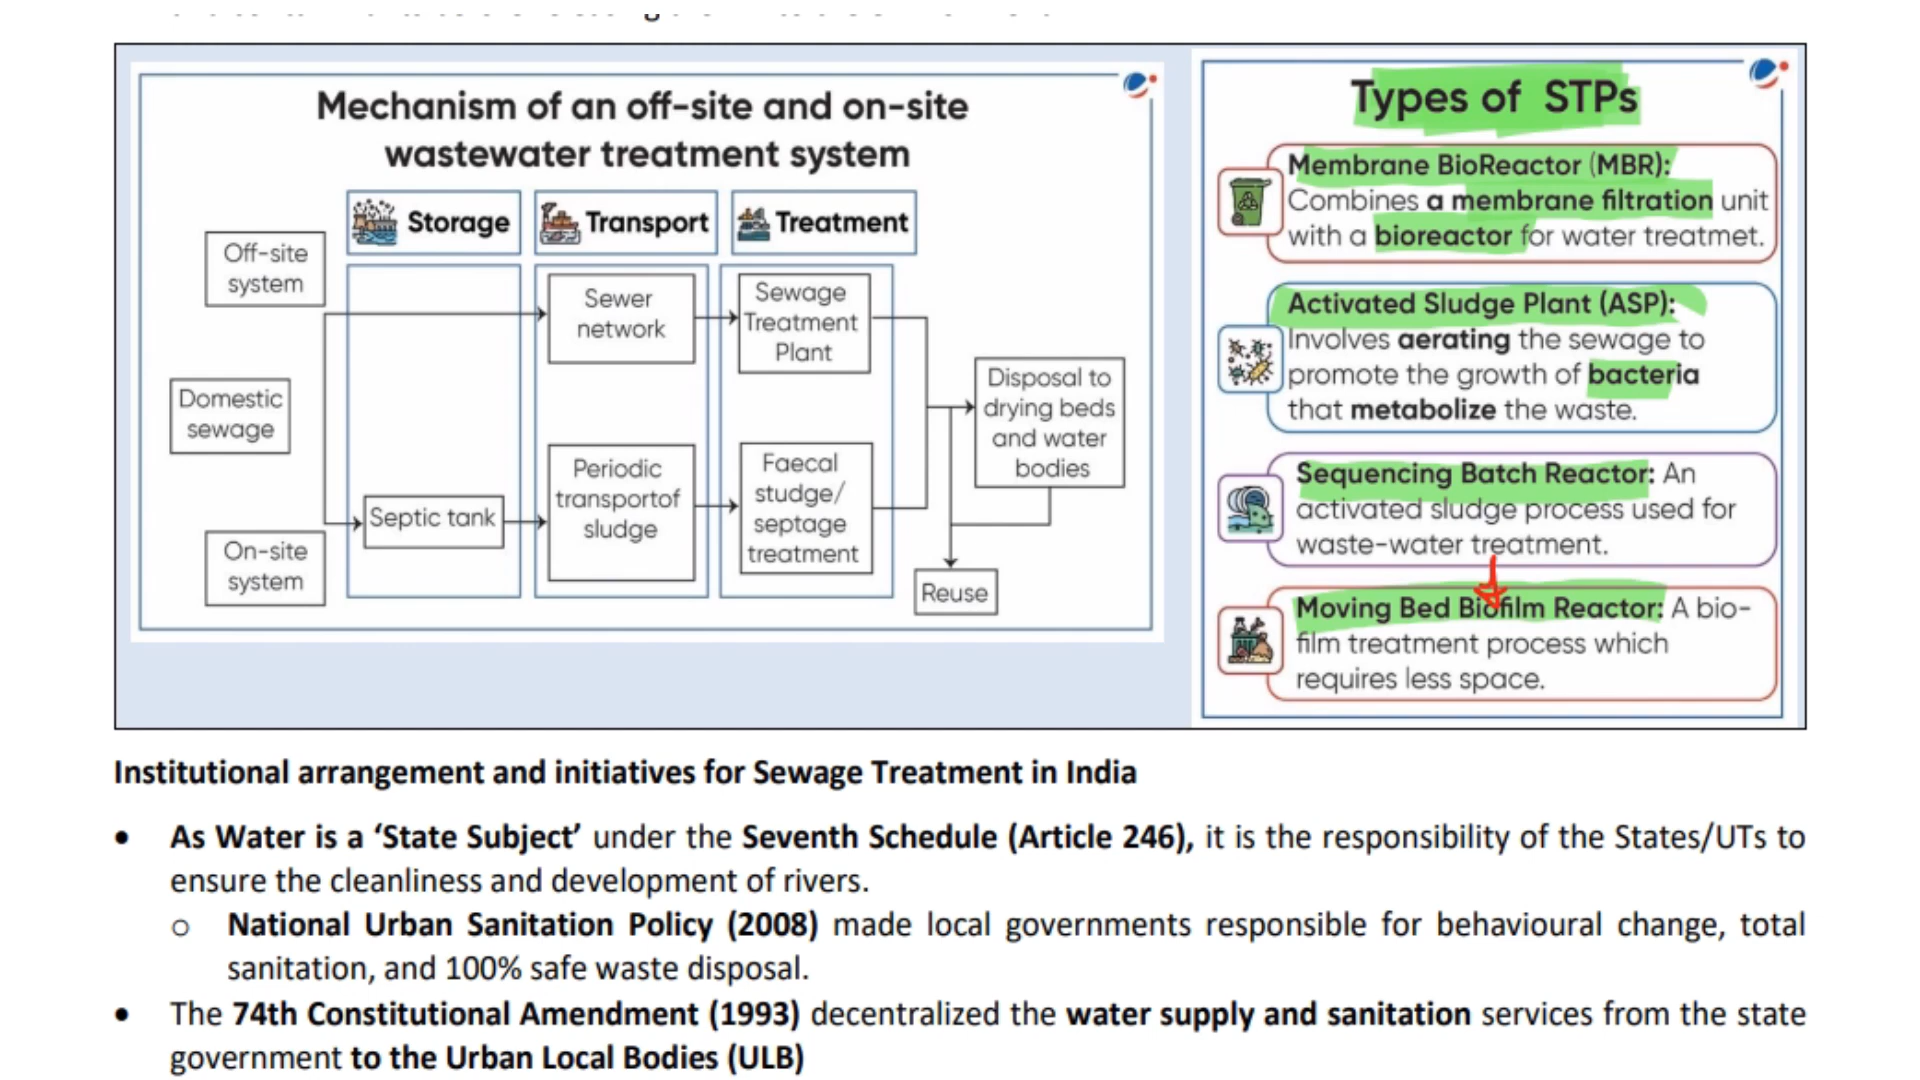 Mechanism of an off-site and on-site
wastewater treatment system
Storage
Transport
Treatment
Off-site
system
Domestic
sewage
On-site
system
Septic tank
Sewer
network
Periodic
transportof
sludge
Sewage
Treatment
Plant
Faecal
studge/
septage
treatment
Disposal to
drying beds
and water
bodies
Reuse
Types of STPs
Membrane BioReactor (MBR):
Combines a membrane filtration unit
with a bioreactor for water treatmet.
Activated Sludge Plant (ASP):
Involves aerating the sewage to
promote the growth of bacteria
that metabolize the waste.
Sequencing Batch Reactor: An
activated sludge process used for
waste-water treatment.
Moving Bed Biofilm Reactor: A bio-
film treatment process which
requires less space.
Institutional arrangement and initiatives for Sewage Treatment in India
• As Water is a ‘State Subject’ under the Seventh Schedule (Article 246), it is the responsibility of the States/UTs to
ensure the cleanliness and development of rivers.
o National Urban Sanitation Policy (2008) made local governments responsible for behavioural change, total
sanitation, and 100% safe waste disposal.
• The 74th Constitutional Amendment (1993) decentralized the water supply and sanitation services from the state
government to the Urban Local Bodies (ULB)